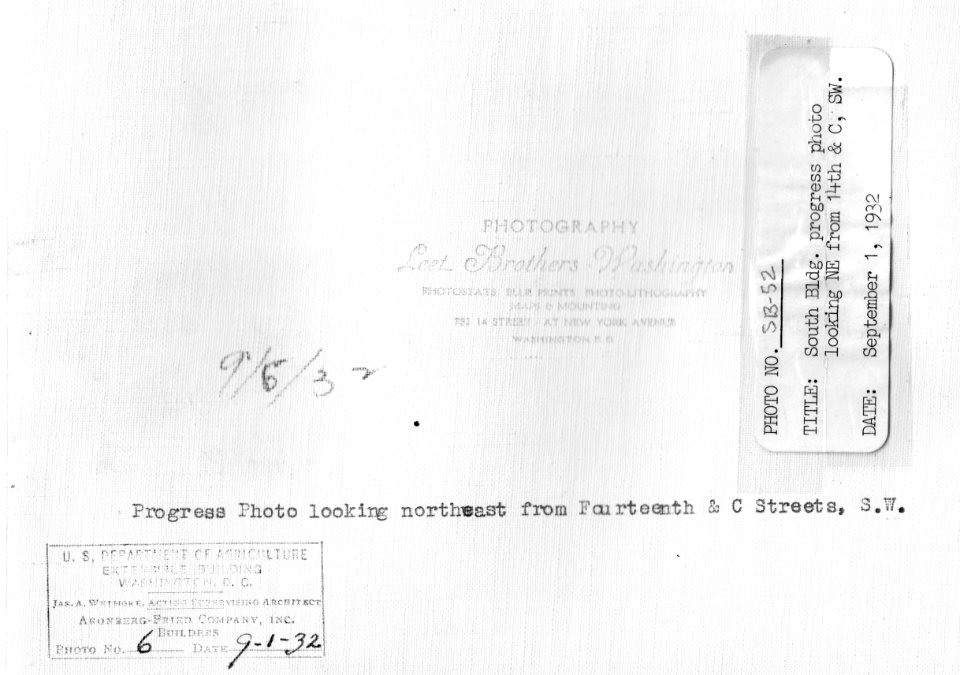 PHOTOGRAPHY
Leet Brothers Washington
PHOTOSTATS BLUE PRINTS PHOTO-LITHOGRAPHY
MAPS & MOUNTING
14 STREET - AT NEW YORK AVENUE
WASHINGTON D.C.
9/6/32
PHOTO NO. SB-52
TITLE: South Bldg. progress photo
looking NE from 14th & C, SW.
DATE: September 1, 1932
Progress Photo looking northeast from Fourteenth & C Streets, S.W.
U. S. DEPARTMENT OF AGRICULTURE
EXTENSIBLE BUILDING
WASHINGTON, D. C.
JAS. A. WETMORE, ACTING SUPERVISING ARCHITECT
ARONBERG-FRIED COMPANY, INC.
BUILDERS
PHOTO NO. 6 DATE 9-1-32